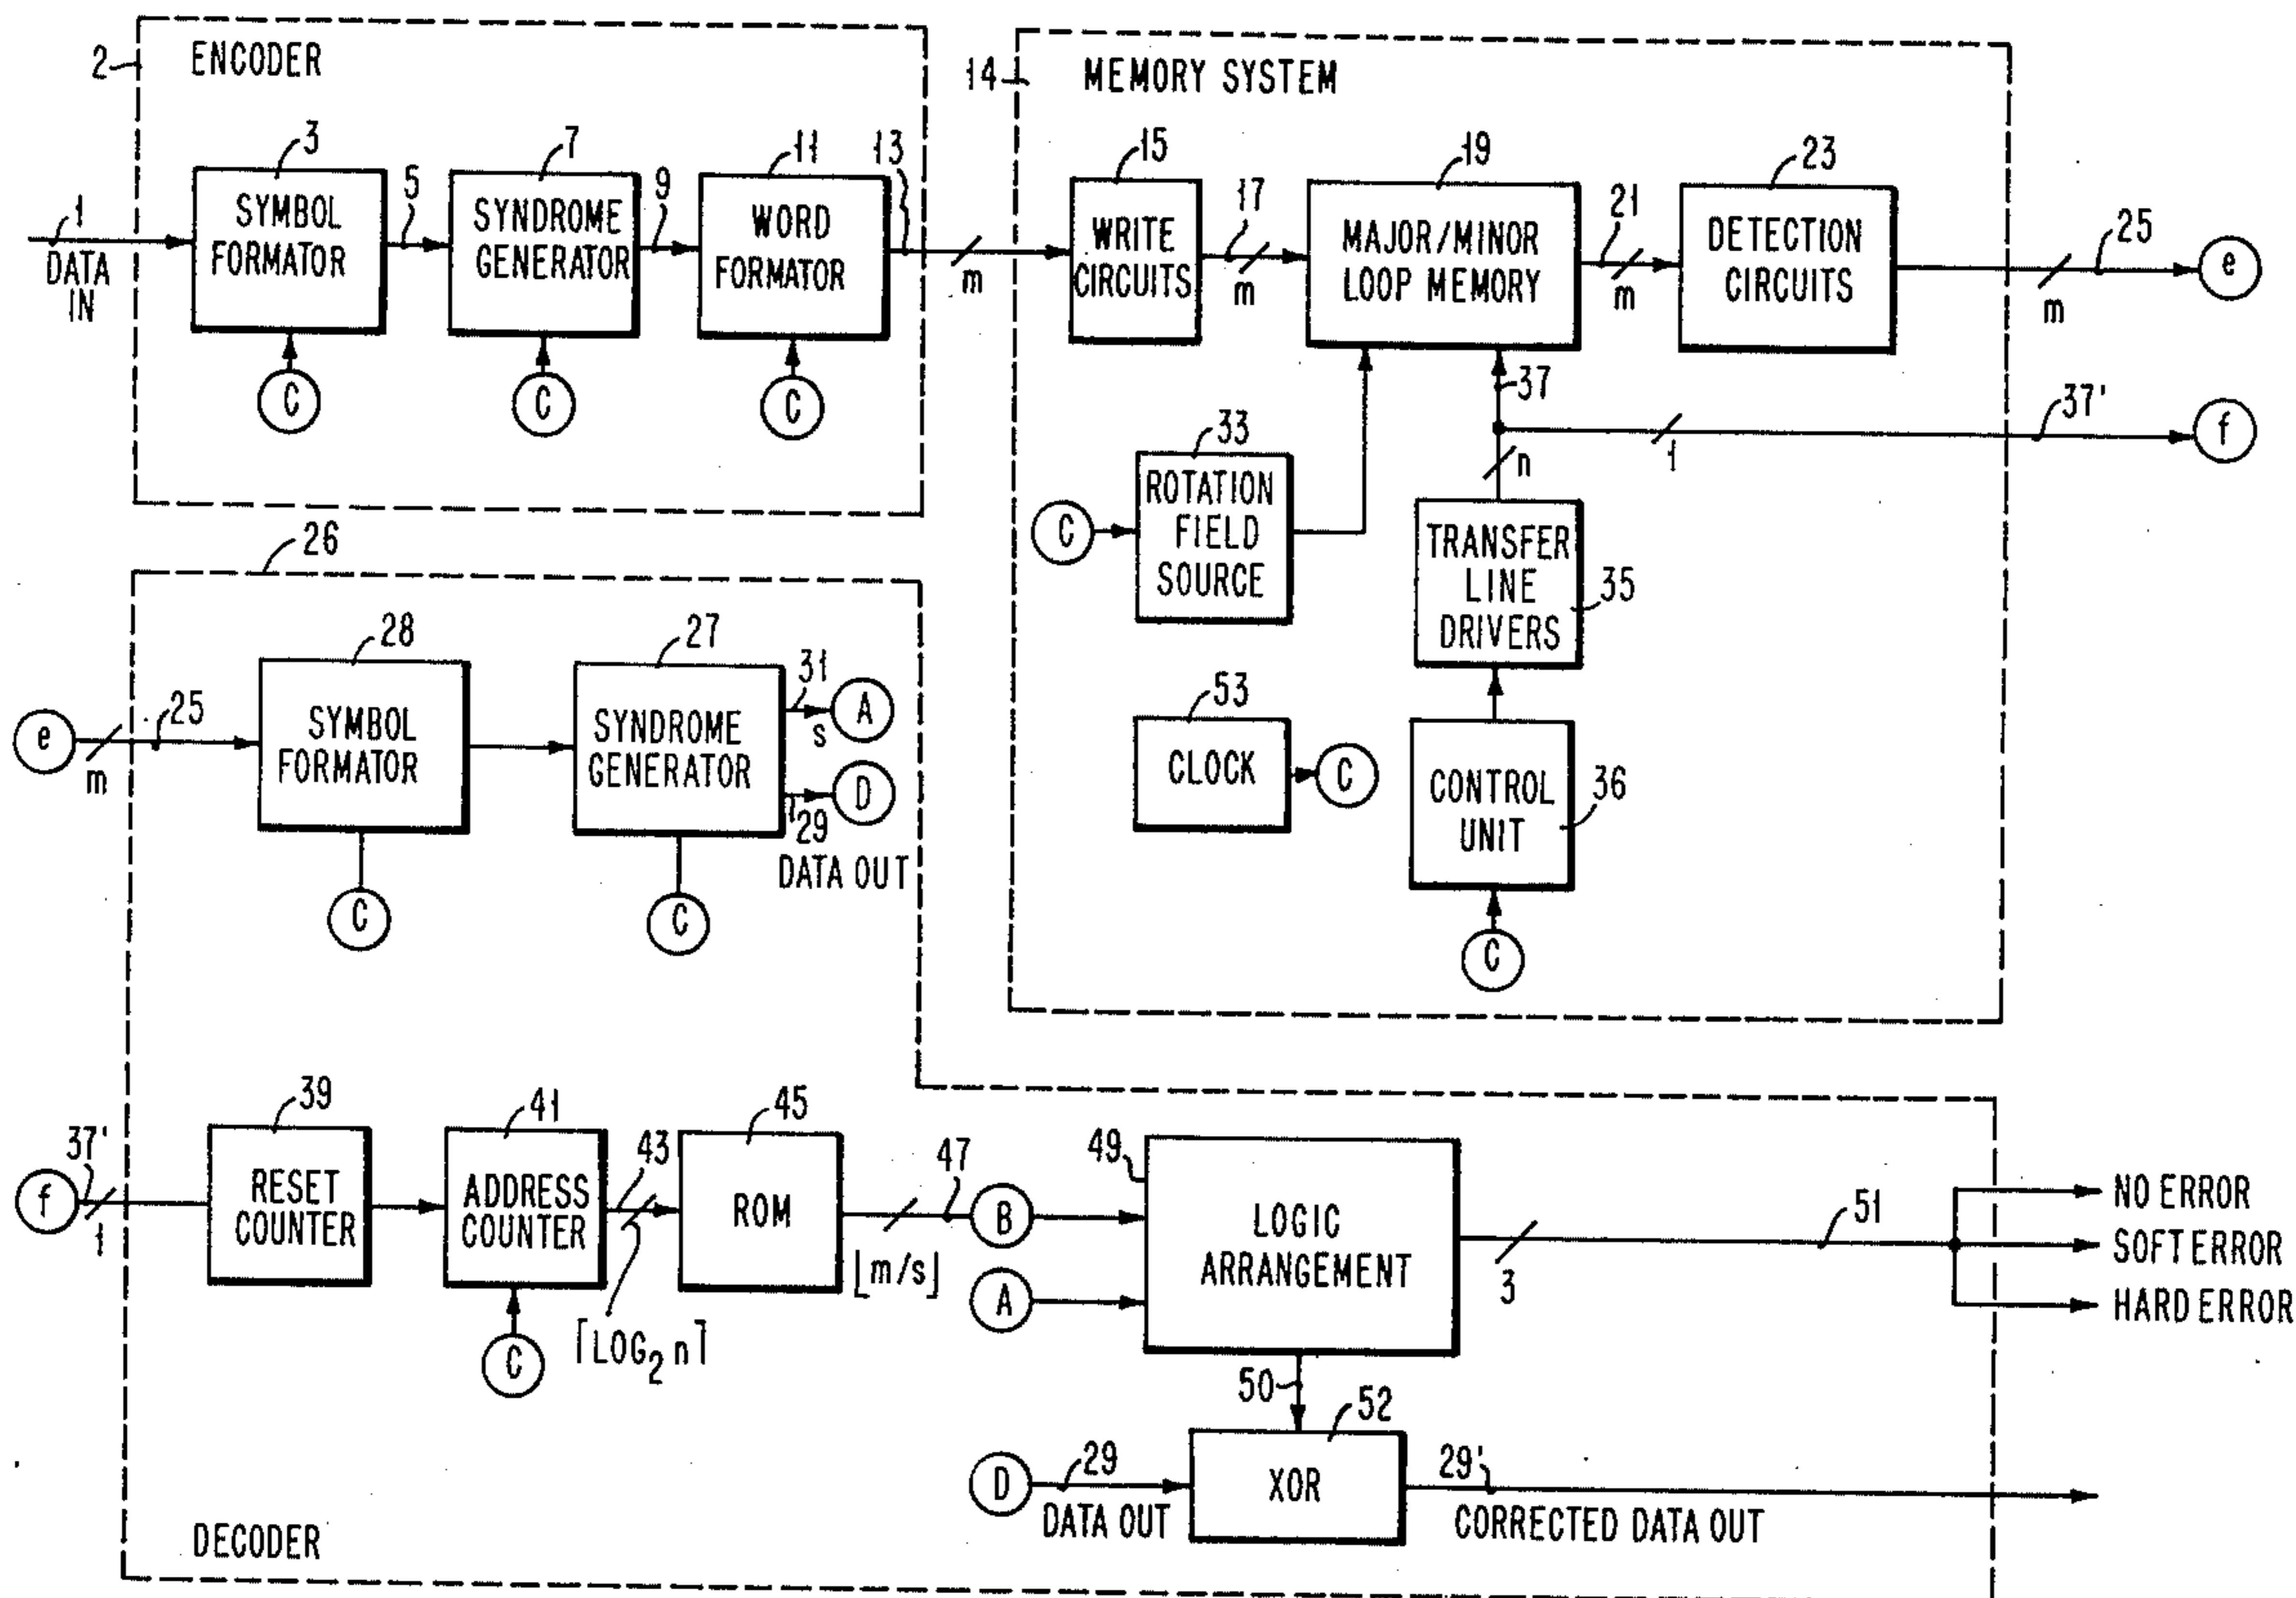 2
ENCODER
1
DATA
IN
3
SYMBOL
FORMATOR
C
5
7
SYNDROME
GENERATOR
C
9
11
WORD
FORMATOR
C
13
m
14
MEMORY SYSTEM
15
WRITE
CIRCUITS
17
m
19
MAJOR/MINOR
LOOP MEMORY
21
m
23
DETECTION
CIRCUITS
25
m
e
37
37'
1
f
n
33
ROTATION
FIELD
SOURCE
C
TRANSFER
LINE
DRIVERS
35
53
CLOCK
C
CONTROL
UNIT
36
C
26
e
m
25
28
SYMBOL
FORMATOR
C
27
SYNDROME
GENERATOR
C
31
s
A
D
29
DATA OUT
f
37'
1
39
RESET
COUNTER
41
ADDRESS
COUNTER
C
43
⌈LOG₂ n⌉
45
ROM
47
⌊m/s⌋
B
A
49
LOGIC
ARRANGEMENT
3
51
NO ERROR
SOFT ERROR
HARD ERROR
50
D
29
DATA OUT
52
XOR
29'
CORRECTED DATA OUT
DECODER